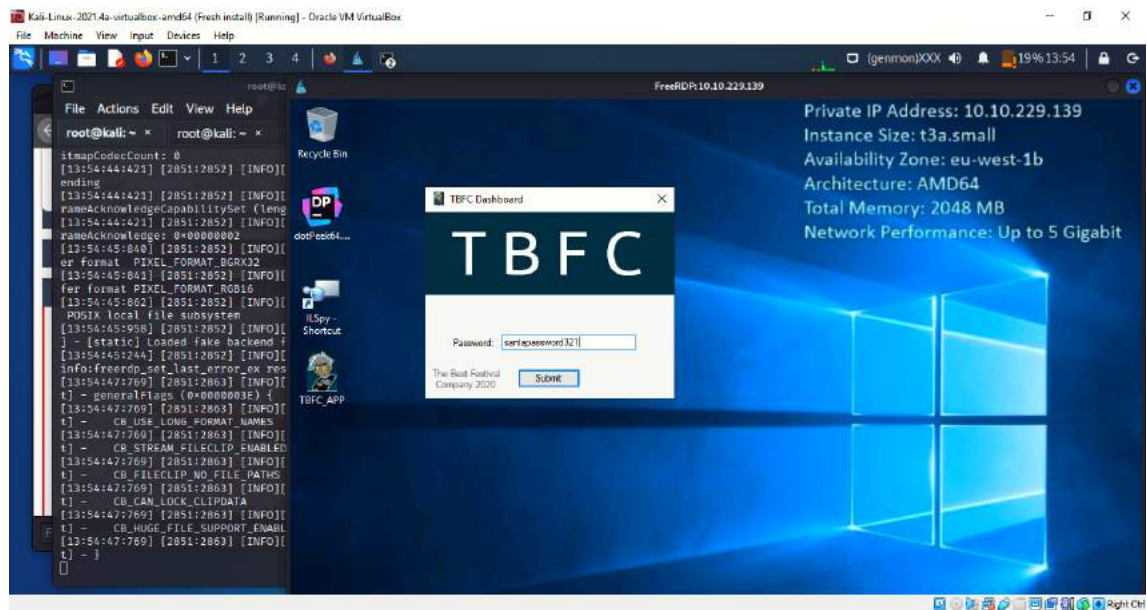 Kali-Linux-2021.4a-virtualbox-amd64 (Fresh install) [Running] - Oracle VM VirtualBox
File Machine View Input Devices Help
1 2 3 4
(genmon)XXX 19% 13:54
root@
File Actions Edit View Help
root@kali: ~ × root@kali: ~ ×
itmapCodecCount: 0
[13:54:44:421] [2851:2852] [INFO][
ending
[13:54:44:421] [2851:2852] [INFO][
rameAcknowledgeCapabilitySet (leng
[13:54:44:421] [2851:2852] [INFO][
rameAcknowledge: 0×00000002
[13:54:45:840] [2851:2852] [INFO][
er format PIXEL_FORMAT_BGRX32
[13:54:45:841] [2851:2852] [INFO][
fer format PIXEL_FORMAT_RGB16
[13:54:45:862] [2851:2852] [INFO][
POSIX local file subsystem
[13:54:45:958] [2851:2852] [INFO][
] - [static] Loaded fake backend f
[13:54:45:244] [2851:2852] [INFO][
info:freerdp_set_last_error_ex res
[13:54:47:769] [2851:2863] [INFO][
t] - generalFlags (0×0000003E) {
[13:54:47:769] [2851:2863] [INFO][
t] - CB_USE_LONG_FORMAT_NAMES
[13:54:47:769] [2851:2863] [INFO][
t] - CB_STREAM_FILECLIP_ENABLED
[13:54:47:769] [2851:2863] [INFO][
t] - CB_FILECLIP_NO_FILE_PATHS
[13:54:47:769] [2851:2863] [INFO][
t] - CB_CAN_LOCK_CLIPDATA
[13:54:47:769] [2851:2863] [INFO][
t] - CB_HUGE_FILE_SUPPORT_ENABL
[13:54:47:769] [2851:2863] [INFO][
t] - }
FreeRDP: 10.10.229.139
Recycle Bin
DP
dotPeek64....
ILSpy -
Shortcut
TBFC_APP
TBFC Dashboard
TBFC
Password: santapassword321
The Best Festival
Company 2020
Submit
Private IP Address: 10.10.229.139
Instance Size: t3a.small
Availability Zone: eu-west-1b
Architecture: AMD64
Total Memory: 2048 MB
Network Performance: Up to 5 Gigabit
Right Ctrl